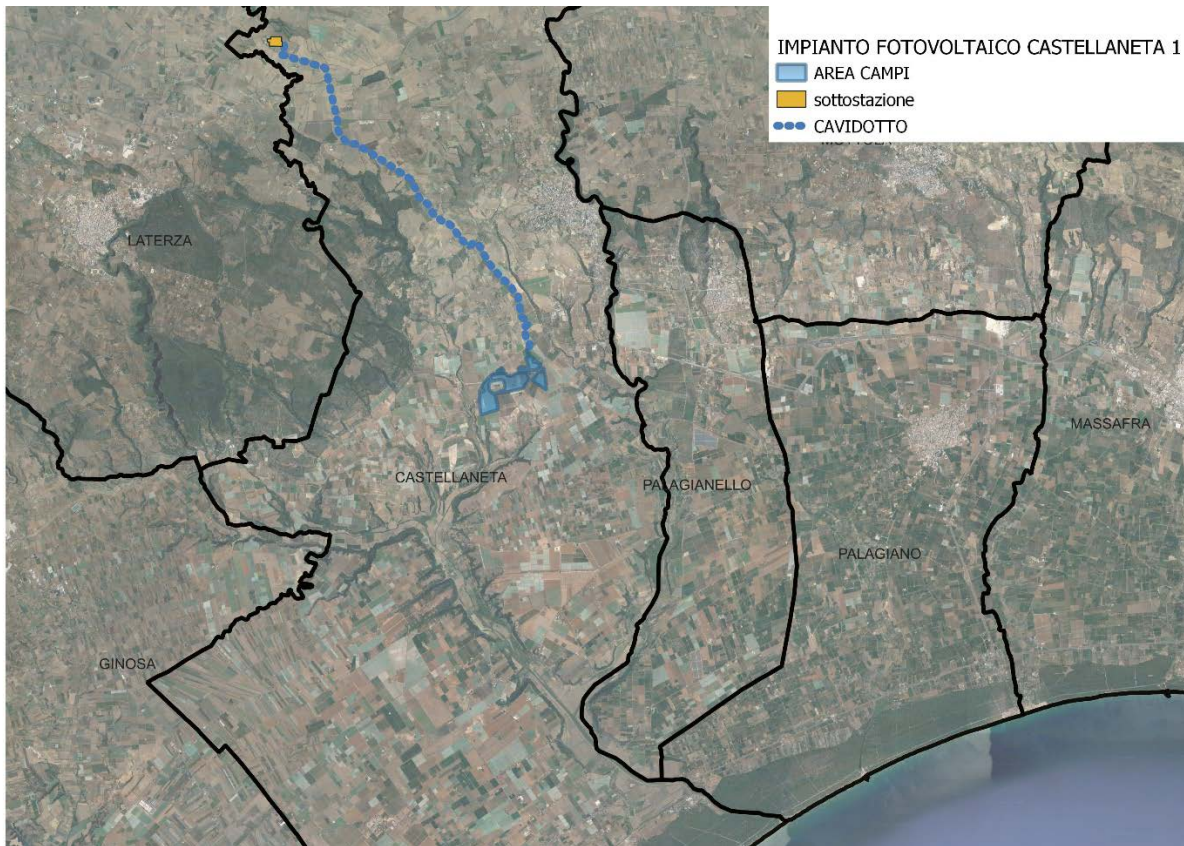 IMPIANTO FOTOVOLTAICO CASTELLANETA 1
AREA CAMPI
sottostazione
CAVIDOTTO
LATERZA
MASSAFRA
CASTELLANETA
PALAGIANELLO
PALAGIANO
GINOSA